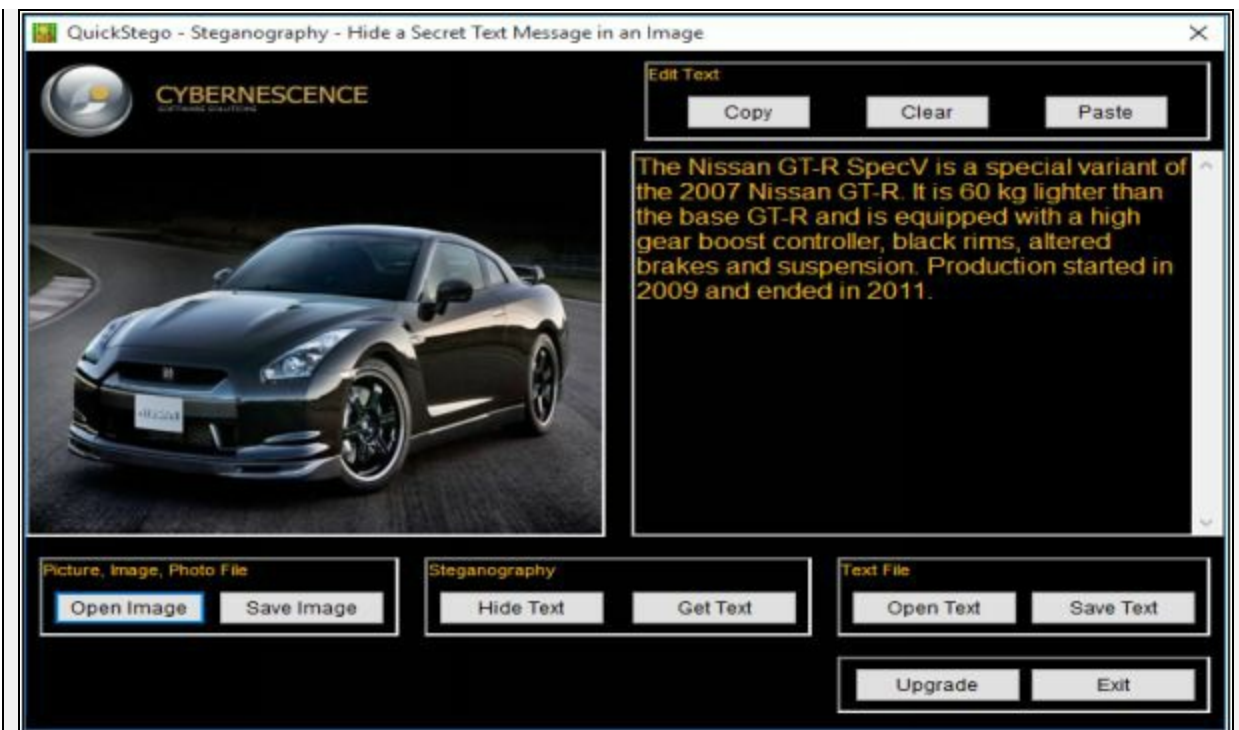 QuickStego - Steganography - Hide a Secret Text Message in an Image
CYBERNESCENCE
SOFTWARE SOLUTIONS
Edit Text
Copy
Clear
Paste
The Nissan GT-R SpecV is a special variant of
the 2007 Nissan GT-R. It is 60 kg lighter than
the base GT-R and is equipped with a high
gear boost controller, black rims, altered
brakes and suspension. Production started in
2009 and ended in 2011.
Picture, Image, Photo File
Open Image
Save Image
Steganography
Hide Text
Get Text
Text File
Open Text
Save Text
Upgrade
Exit